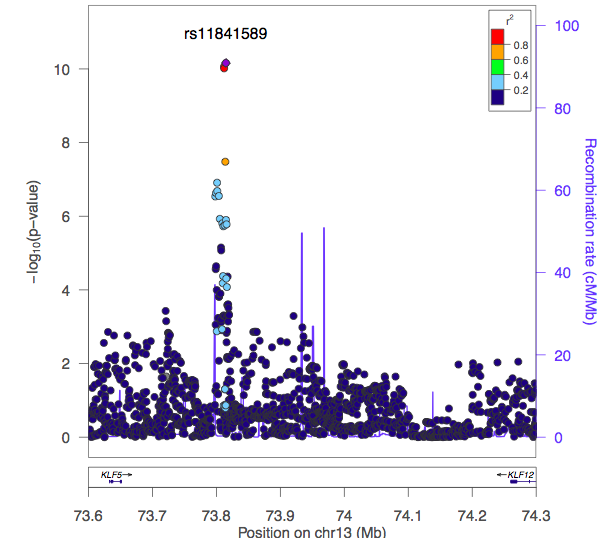 rs11841589
r2
0.8
0.6
0.4
0.2
10
8
6
4
2
0
−log10(p−value)
100
80
60
40
20
0
Recombination rate (cM/Mb)
KLF5
KLF12
73.6 73.7 73.8 73.9 74 74.1 74.2 74.3
Position on chr13 (Mb)